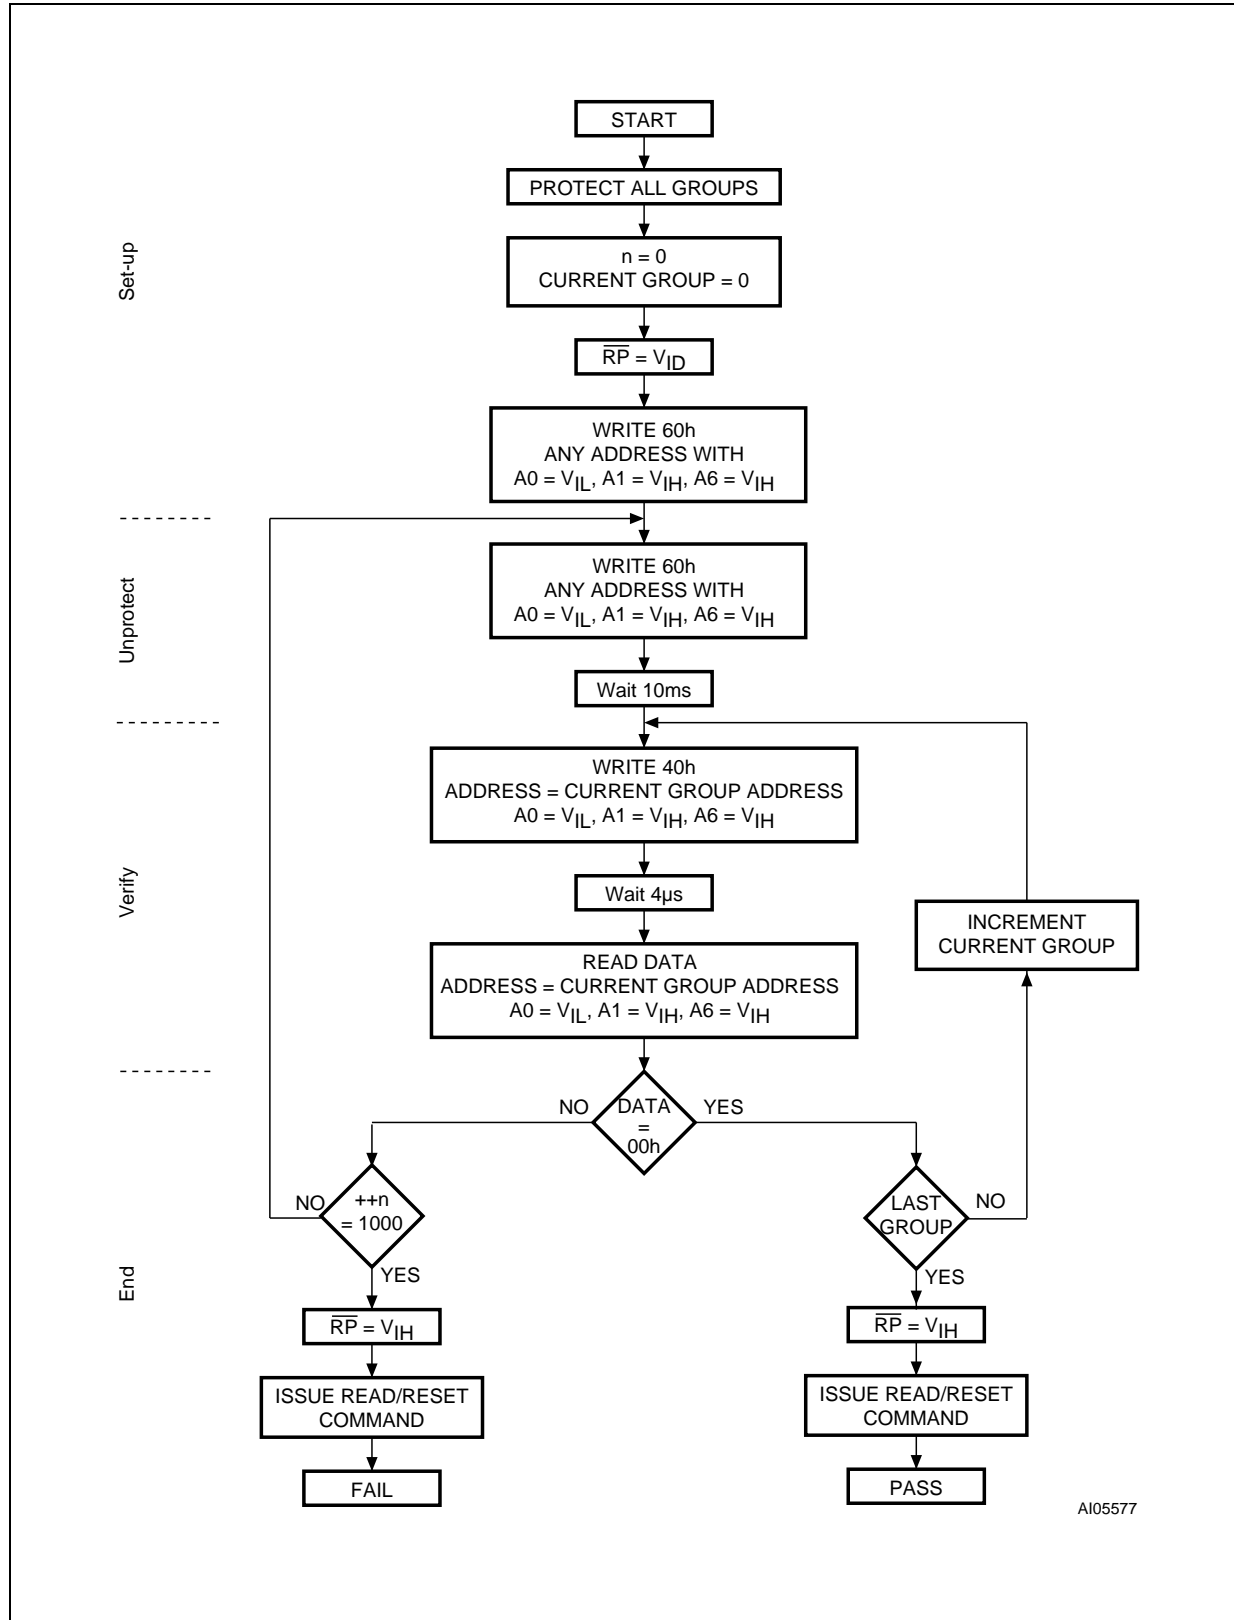 START
PROTECT ALL GROUPS
Set-up
n = 0
CURRENT GROUP = 0
RP = VID
WRITE 60h
ANY ADDRESS WITH
A0 = VIL, A1 = VIH, A6 = VIH
Unprotect
WRITE 60h
ANY ADDRESS WITH
A0 = VIL, A1 = VIH, A6 = VIH
Wait 10ms
Verify
WRITE 40h
ADDRESS = CURRENT GROUP ADDRESS
A0 = VIL, A1 = VIH, A6 = VIH
Wait 4µs
READ DATA
ADDRESS = CURRENT GROUP ADDRESS
A0 = VIL, A1 = VIH, A6 = VIH
INCREMENT
CURRENT GROUP
End
NO
DATA
=
00h
YES
NO
++n
= 1000
YES
LAST
GROUP
NO
YES
RP = VIH
ISSUE READ/RESET
COMMAND
FAIL
RP = VIH
ISSUE READ/RESET
COMMAND
PASS
AI05577